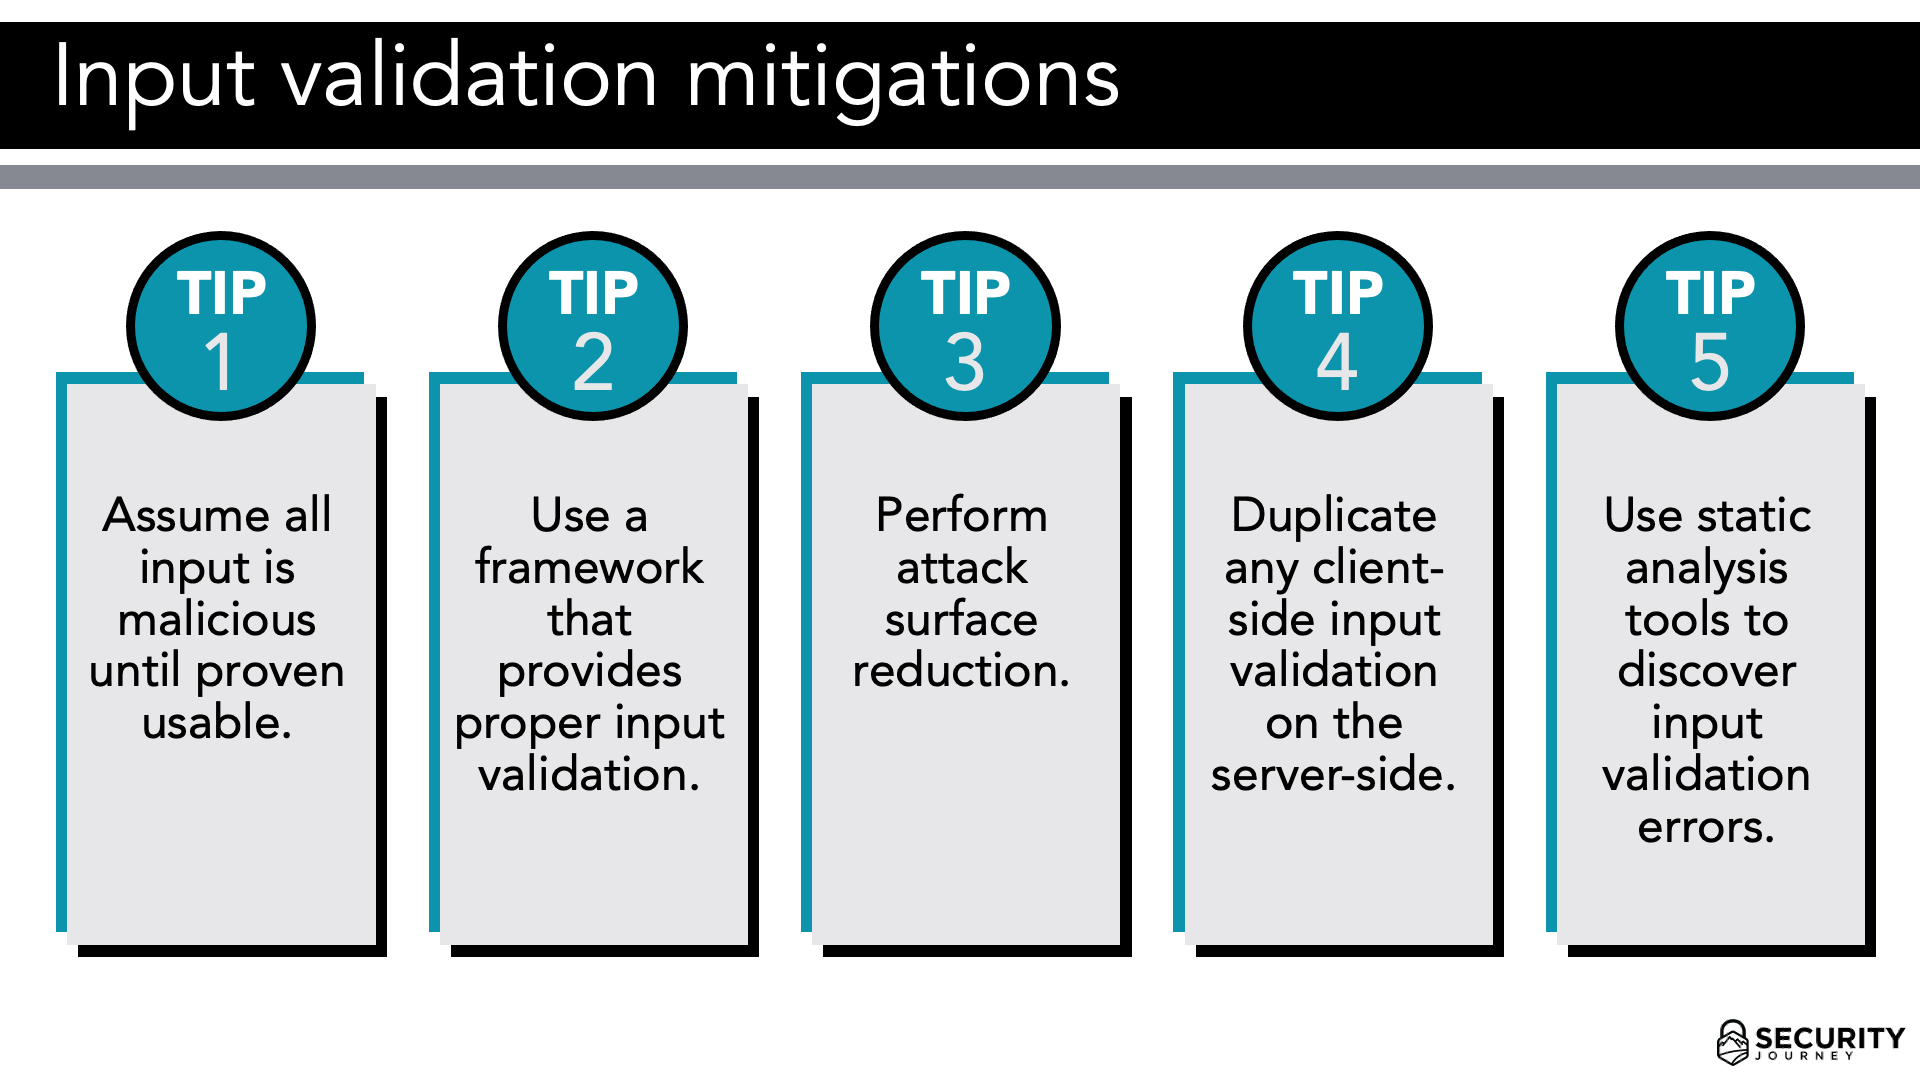 Input validation mitigations
TIP
1
Assume all
input is
malicious
until proven
usable.
TIP
2
Use a
framework
that
provides
proper input
validation.
TIP
3
Perform
attack
surface
reduction.
TIP
4
Duplicate
any client-
side input
validation
on the
server-side.
TIP
5
Use static
analysis
tools to
discover
input
validation
errors.
SECURITY
JOURNEY